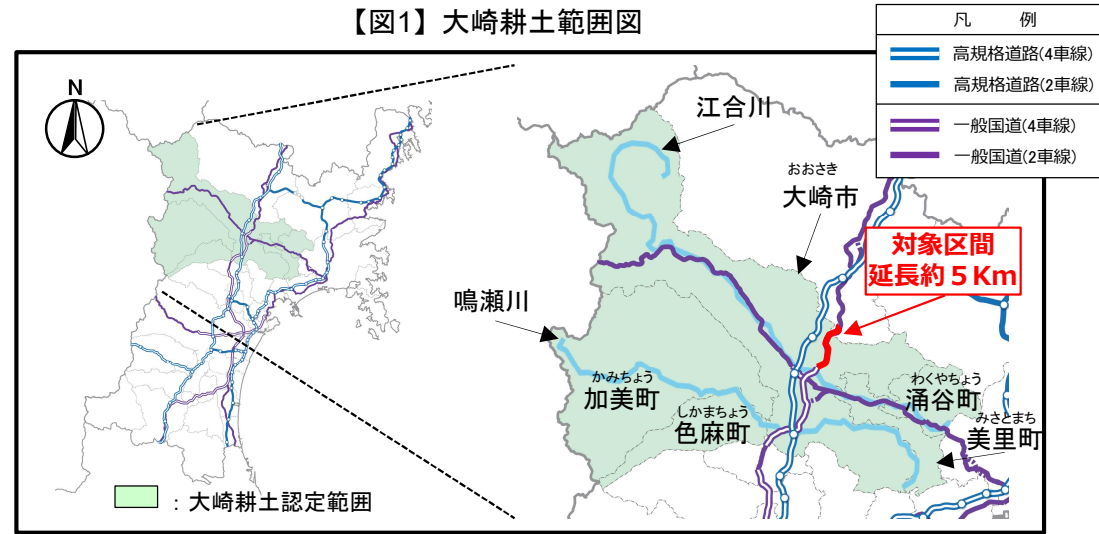 【図1】大崎耕土範囲図
凡　例
高規格道路(4車線)
高規格道路(2車線)
一般国道(4車線)
一般国道(2車線)
N
江合川
おおさき
大崎市
対象区間
延長約５Km
鳴瀬川
かみちょう
加美町
しかまちょう
色麻町
わくやちょう
涌谷町
みさとまち
美里町
：大崎耕土認定範囲